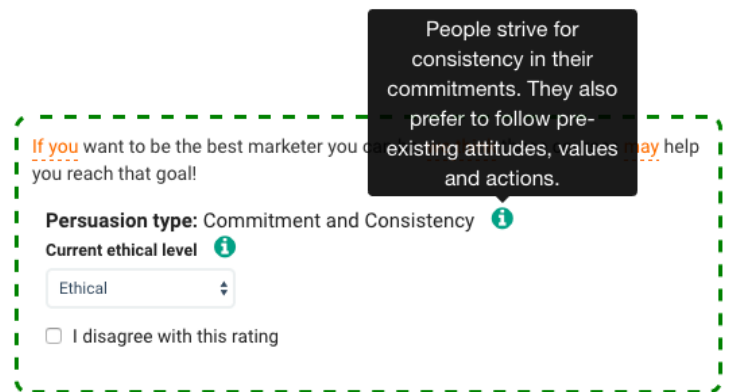 People strive for
consistency in their
commitments. They also
prefer to follow pre-
existing attitudes, values
and actions.
If you want to be the best marketer you may help
you reach that goal!
Persuasion type: Commitment and Consistency
Current ethical level
Ethical
I disagree with this rating